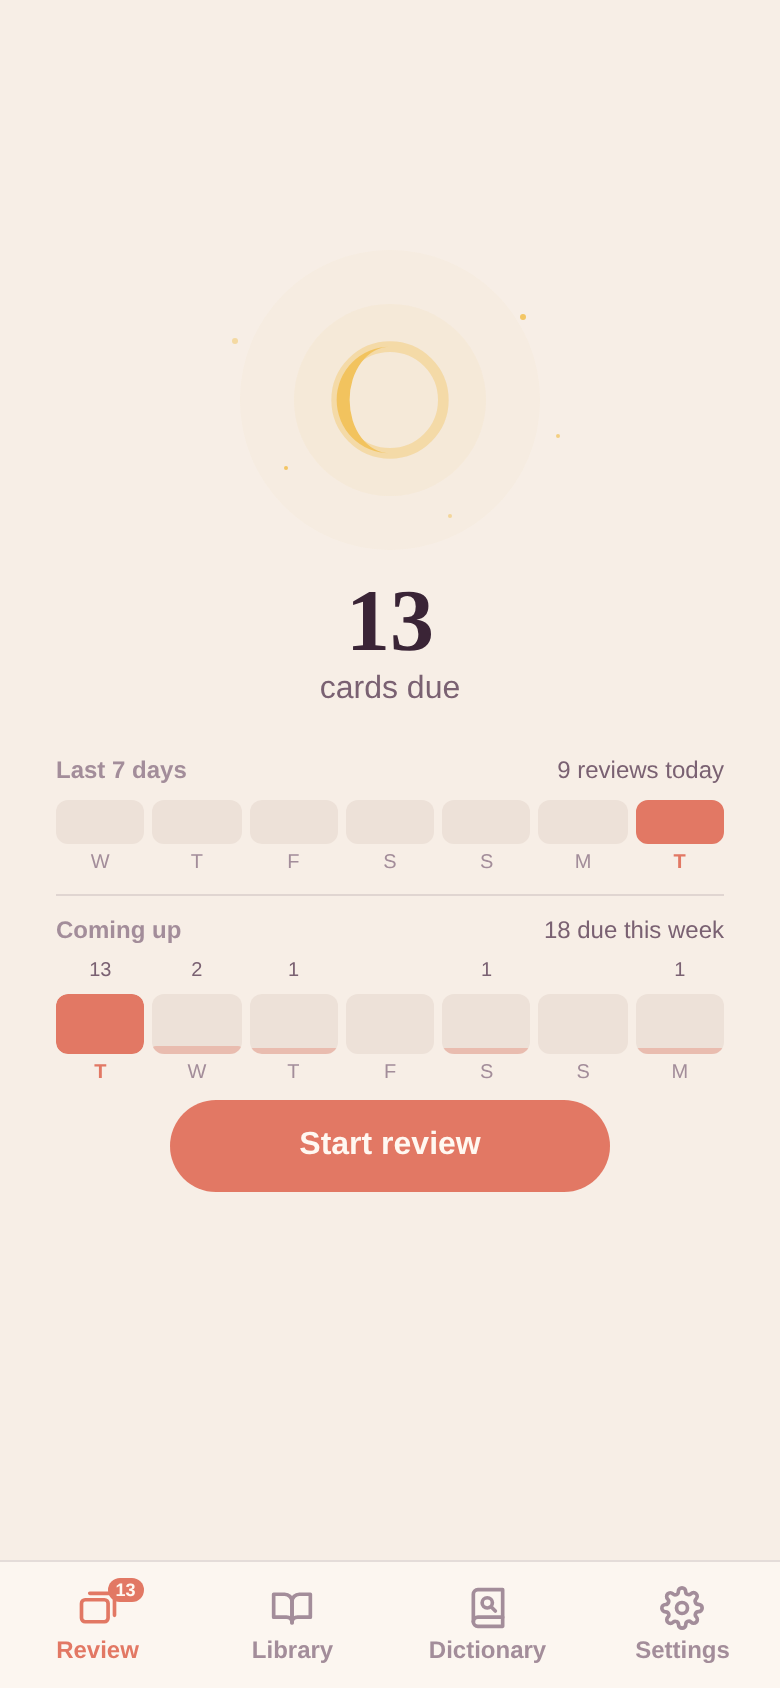 13
cards due
Last 7 days 9 reviews today
W T F S S M T
Coming up 18 due this week
13 2 1 1 1
T W T F S S M
Start review
13
Review Library Dictionary Settings